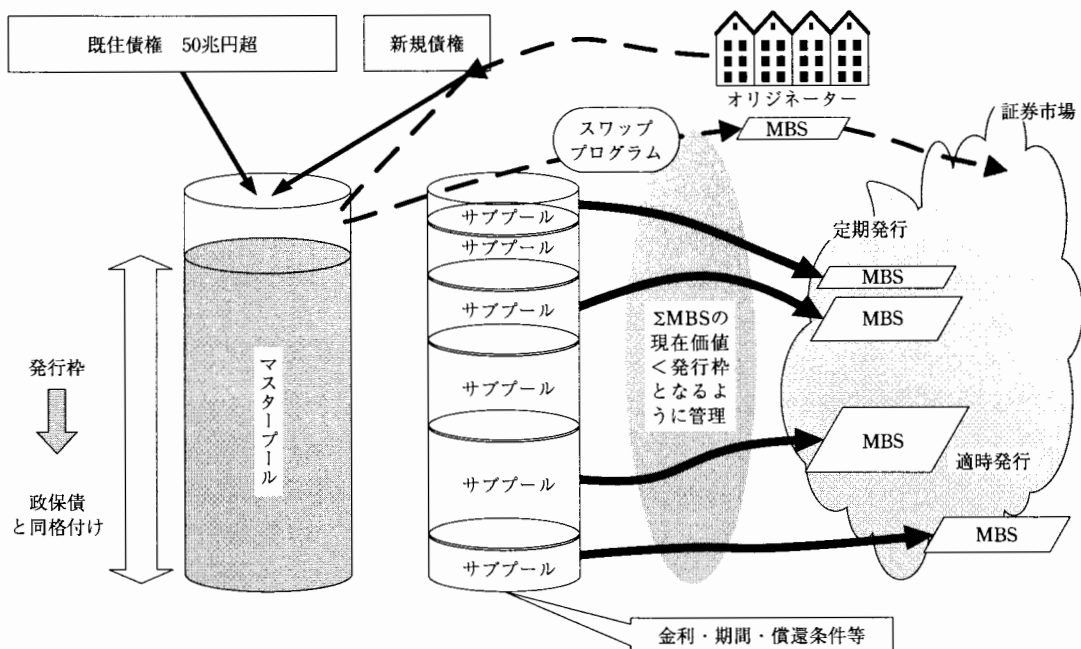 既住債権 50兆円超
新規債権
オリジネーター
MBS
スワップ
プログラム
証券市場
定期発行
MBS
MBS
MBS
適時発行
MBS
サブプール
サブプール
サブプール
サブプール
サブプール
サブプール
ΣMBSの
現在価値
＜発行枠
となるよ
うに管理
マスタープール
発行枠
政保債
と同格付け
金利・期間・償還条件等